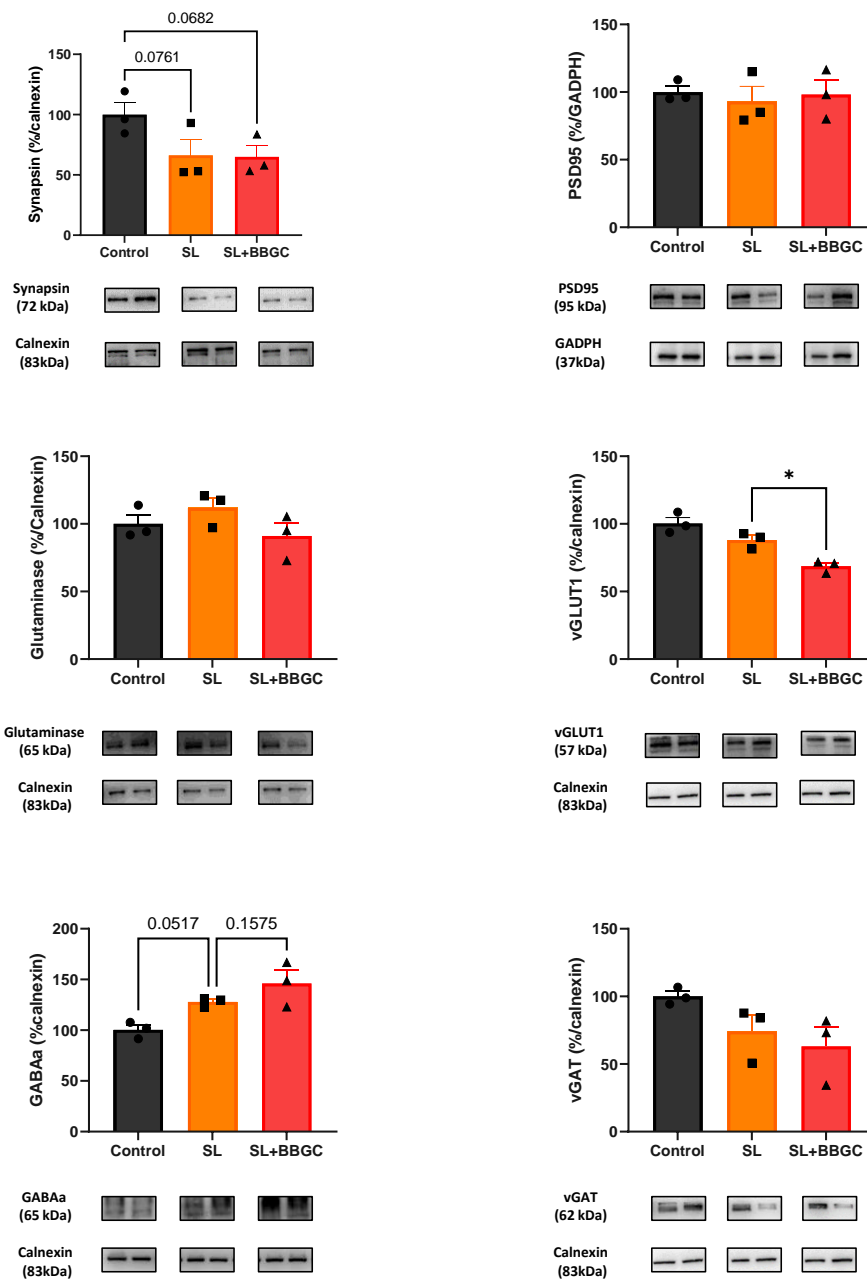 0.0682
0.0761
150
100
50
0
Synapsin (%/calnexin)
Control SL SL+BBGC
Synapsin
(72 kDa)
Calnexin
(83kDa)
150
100
50
0
PSD95 (%/GADPH)
Control SL SL+BBGC
PSD95
(95 kDa)
GADPH
(37kDa)
150
100
50
0
Glutaminase (%/Calnexin)
Control SL SL+BBGC
Glutaminase
(65 kDa)
Calnexin
(83kDa)
*
150
100
50
0
vGLUT1 (%/calnexin)
Control SL SL+BBGC
vGLUT1
(57 kDa)
Calnexin
(83kDa)
0.0517 0.1575
200
150
100
50
0
GABAa (%calnexin)
Control SL SL+BBGC
GABAa
(65 kDa)
Calnexin
(83kDa)
150
100
50
0
vGAT (%/calnexin)
Control SL SL+BBGC
vGAT
(62 kDa)
Calnexin
(83kDa)